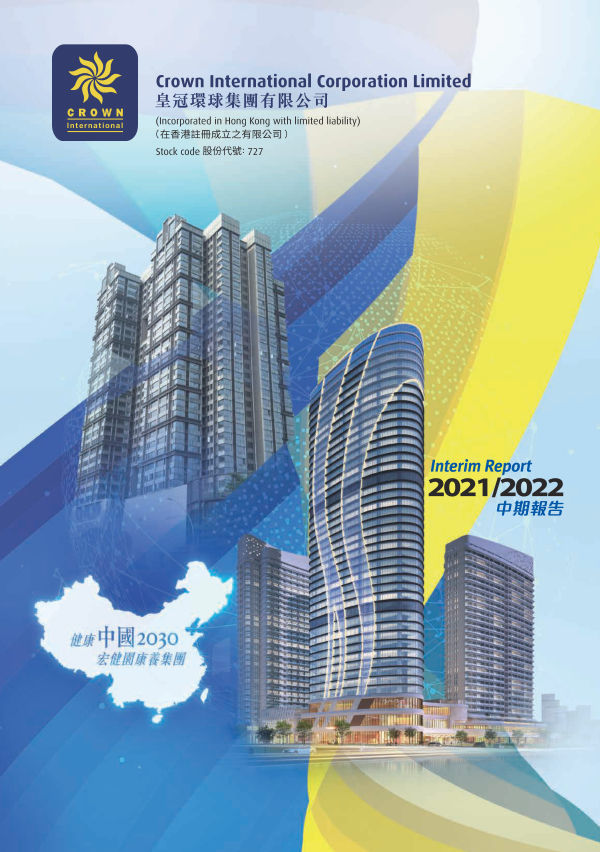 CROWN
International
Crown International Corporation Limited
皇冠環球集團有限公司
(Incorporated in Hong Kong with limited liability)
(在香港註冊成立之有限公司)
Stock code 股份代號: 727
Interim Report
2021/2022
中期報告
健康 中國2030
宏健團康養集團